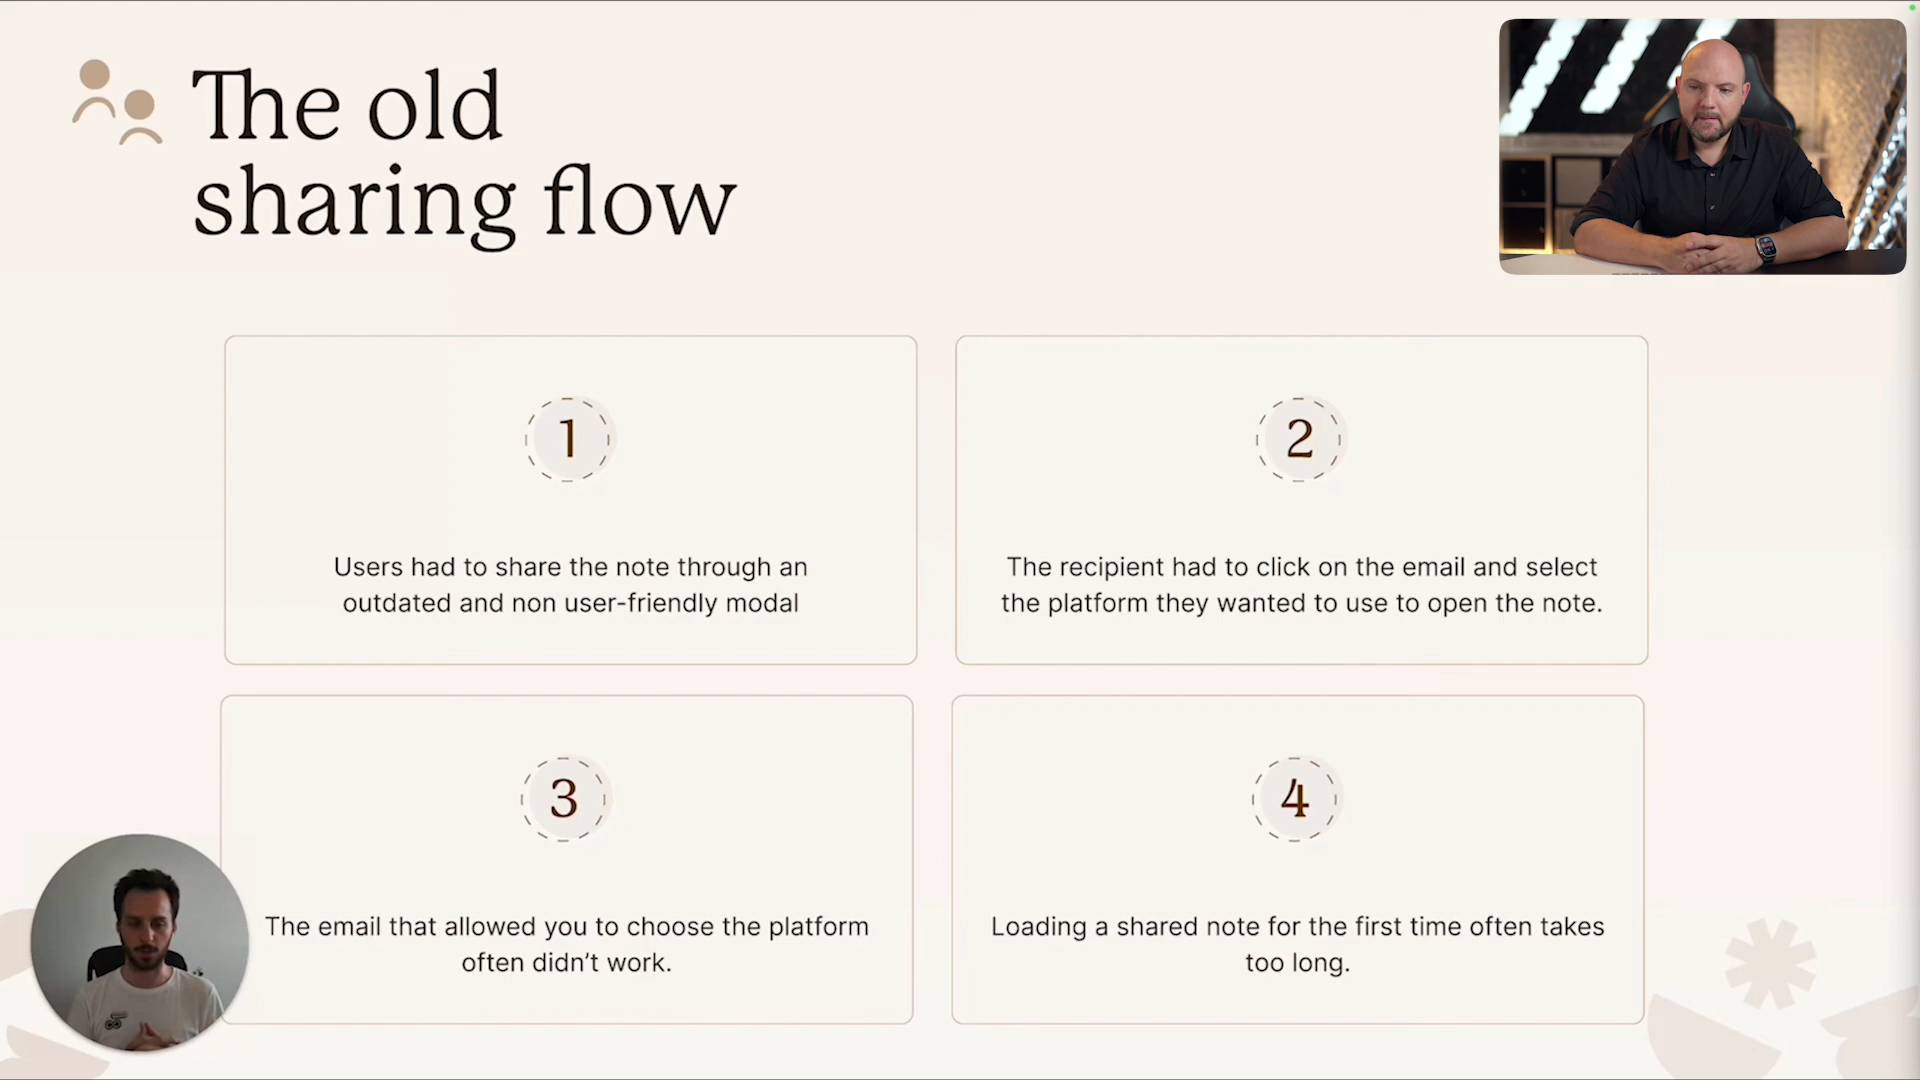 The old
sharing flow
1
Users had to share the note through an
outdated and non user-friendly modal
2
The recipient had to click on the email and select
the platform they wanted to use to open the note.
3
The email that allowed you to choose the platform
often didn’t work.
4
Loading a shared note for the first time often takes
too long.